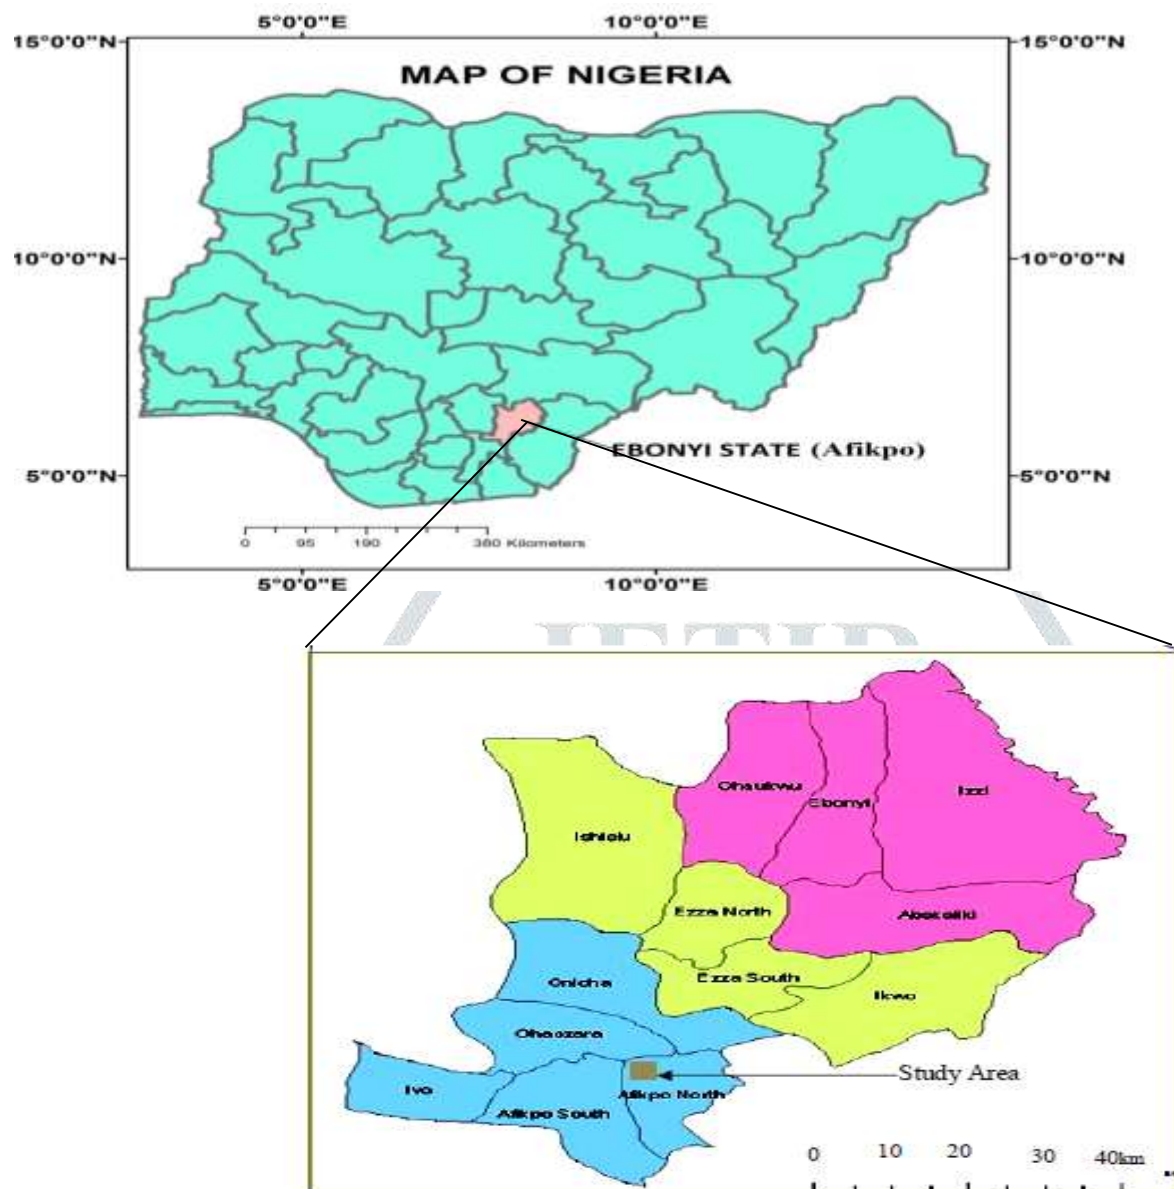 5°0'0"E 10°0'0"E
15°0'0"N 15°0'0"N
MAP OF NIGERIA
10°0'0"N 10°0'0"N
EBONYI STATE (Afikpo)
5°0'0"N 5°0'0"N
0 95 190 380 Kilometers
5°0'0"E 10°0'0"E
JETIR
Ohaukwu
Ebonyi
Izzi
Ishielu
Ezza North
Abakaliki
Ezza South
Onicha
Ikwo
Ohaozara
Study Area
Ivo
Afikpo North
Afikpo South
0 10 20 30 40km